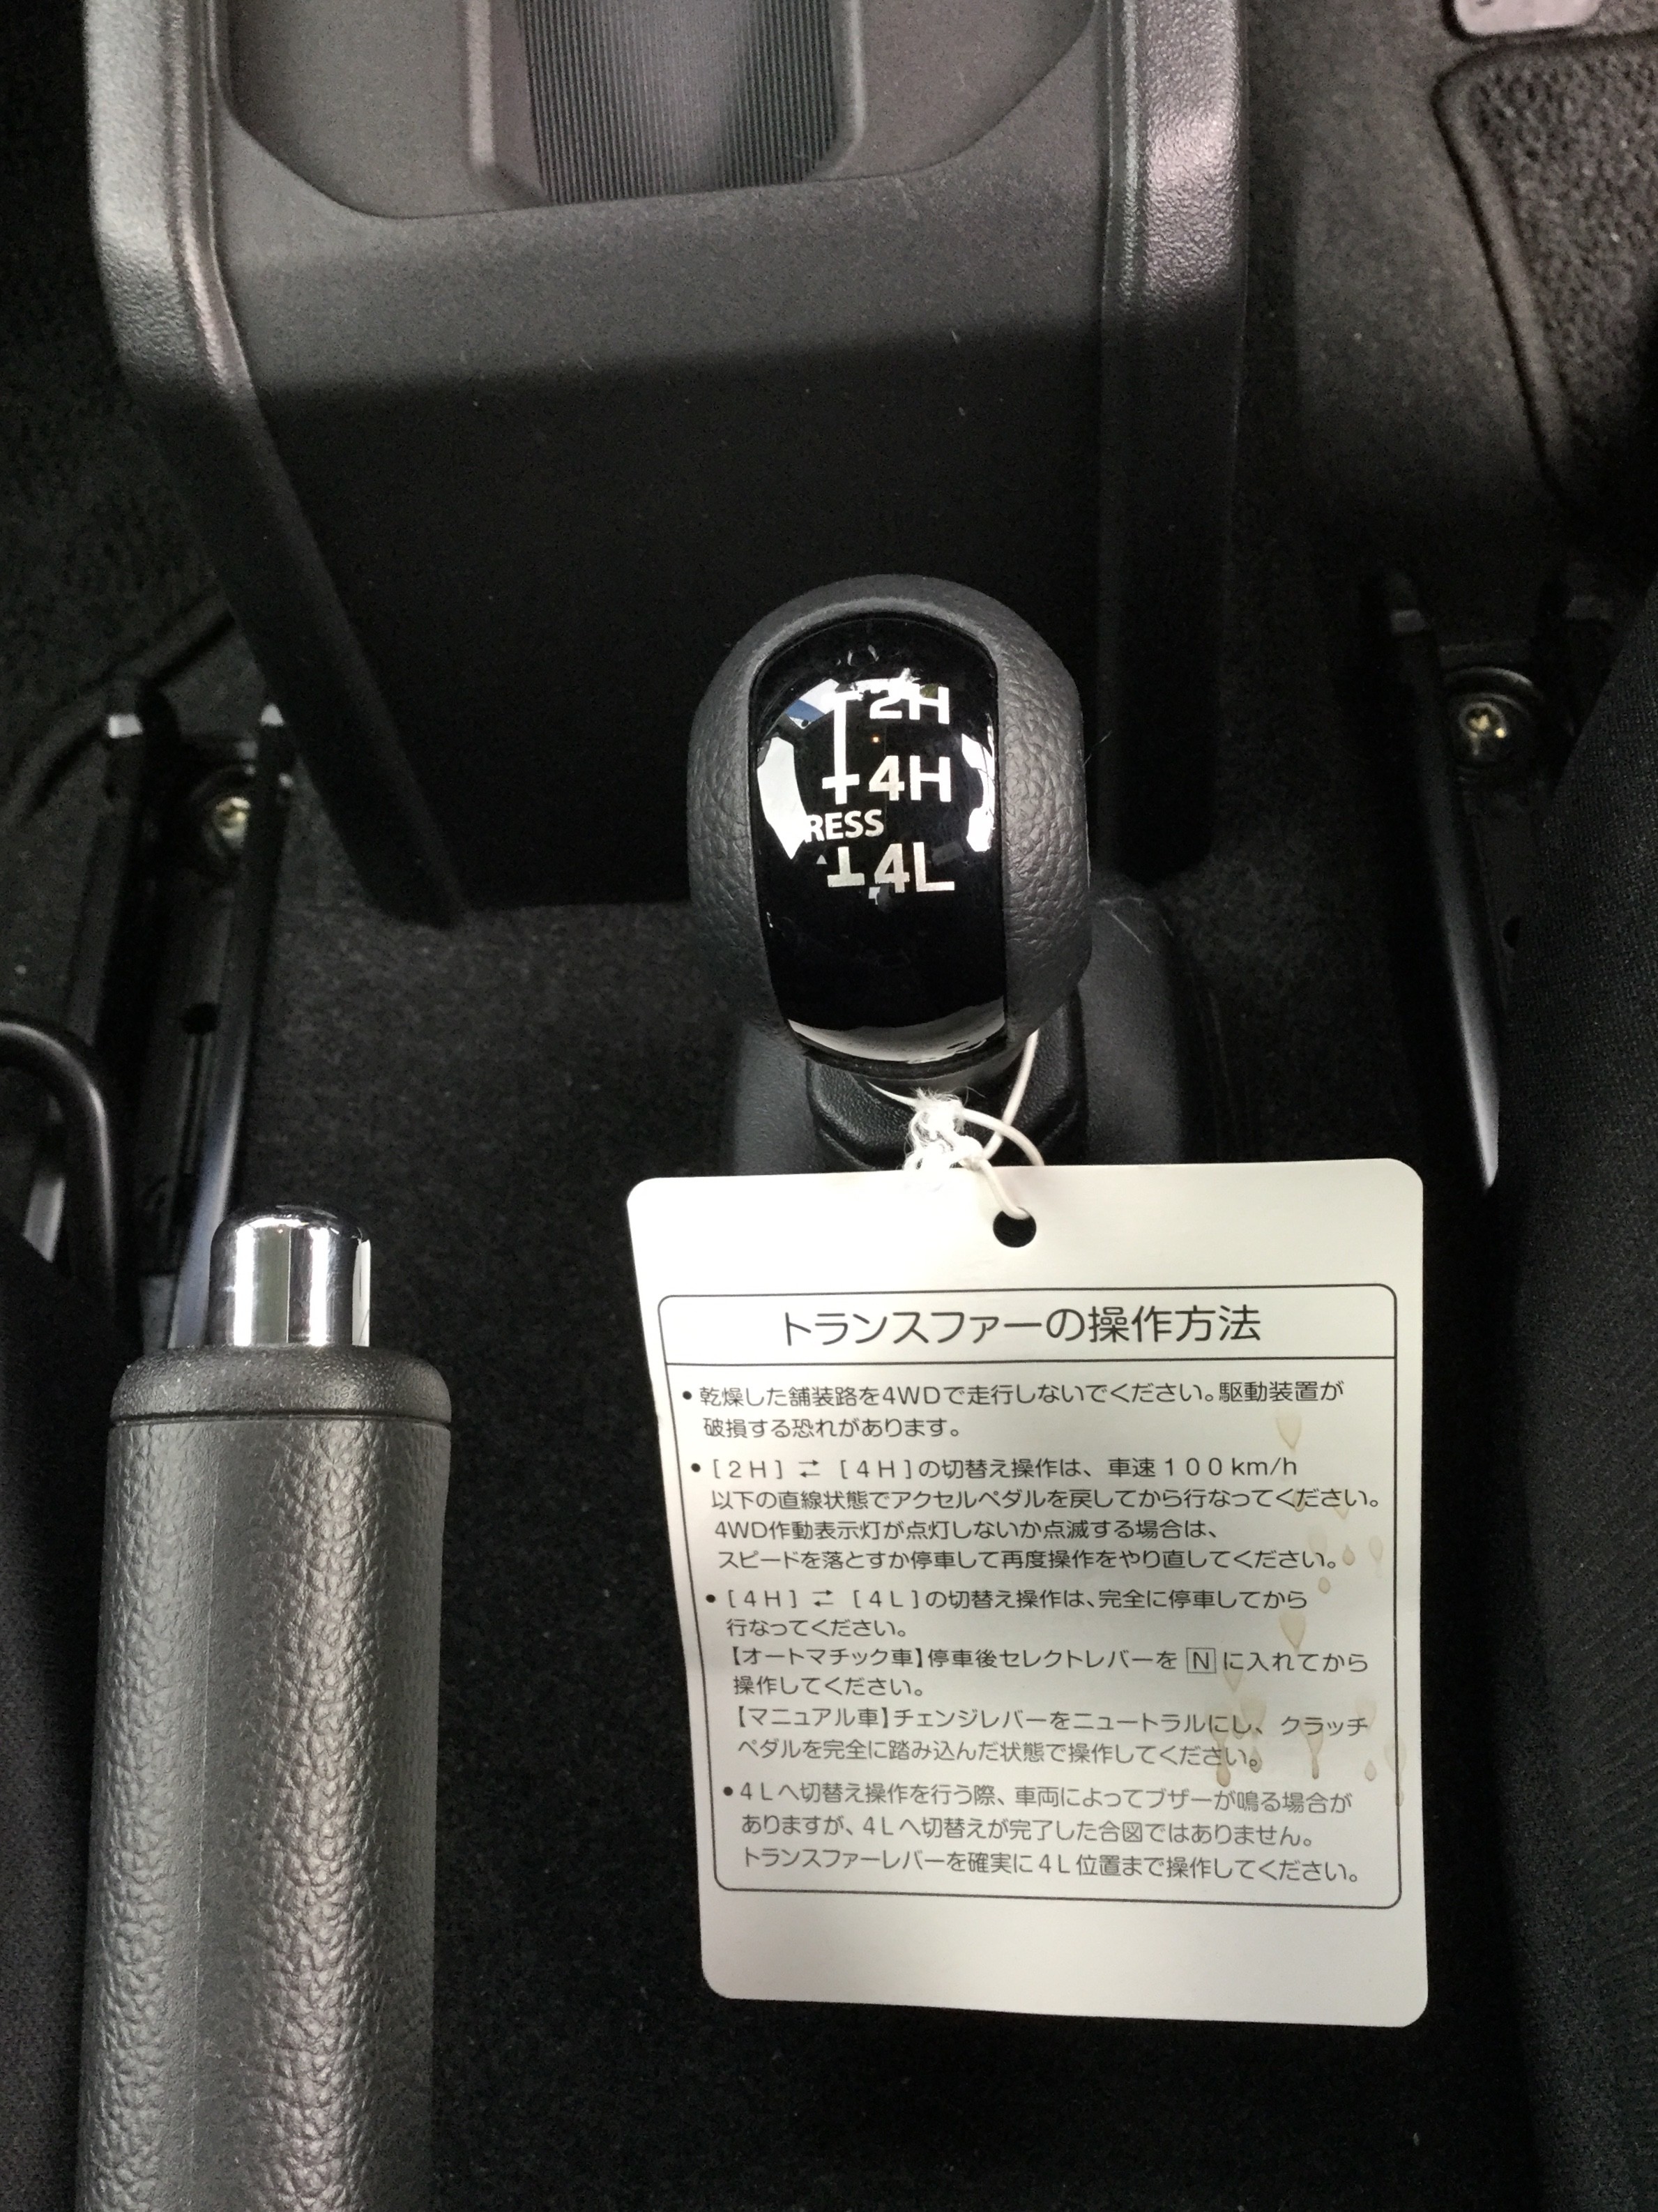 2H
4H
RESS
4L
トランスファーの操作方法
•乾燥した舗装路を4WDで走行しないでください。駆動装置が
破損する恐れがあります。
•[2H] ⇄ [4H]の切替え操作は、車速100km/h
以下の直線状態でアクセルペダルを戻してから行なってください。
4WD作動表示灯が点灯しないか点滅する場合は、
スピードを落とすか停車して再度操作をやり直してください。
•[4H] ⇄ [4L]の切替え操作は、完全に停車してから
行なってください。
【オートマチック車】停車後セレクトレバーを N に入れてから
操作してください。
【マニュアル車】チェンジレバーをニュートラルにし、クラッチ
ペダルを完全に踏み込んだ状態で操作してください。
•4Lへ切替え操作を行う際、車両によってブザーが鳴る場合が
ありますが、4Lへ切替えが完了した合図ではありません。
トランスファーレバーを確実に4L位置まで操作してください。